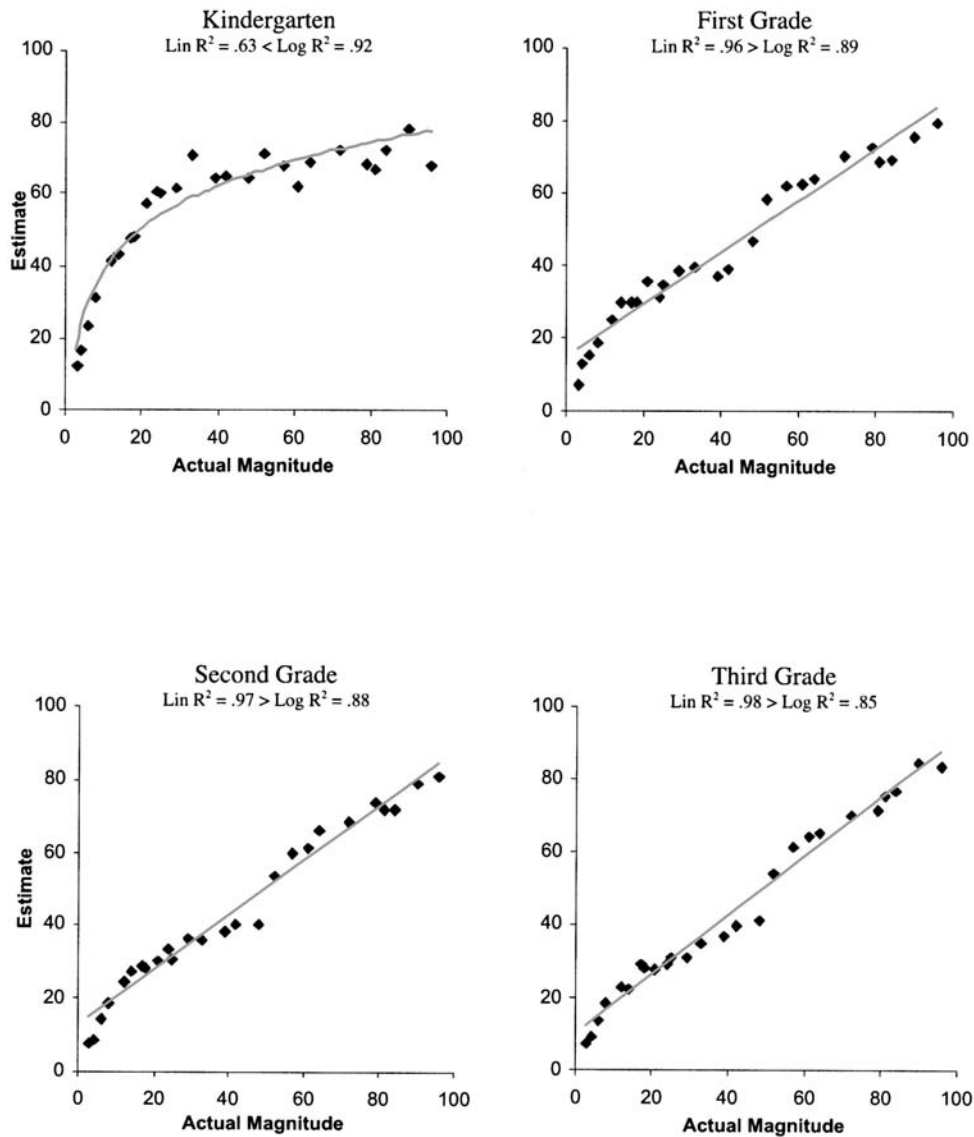 Kindergarten
Lin R² = .63 < Log R² = .92
100
80
60
40
20
0
Estimate
0 20 40 60 80 100
Actual Magnitude
First Grade
Lin R² = .96 > Log R² = .89
100
80
60
40
20
0
0 20 40 60 80 100
Actual Magnitude
Second Grade
Lin R² = .97 > Log R² = .88
100
80
60
40
20
0
Estimate
0 20 40 60 80 100
Actual Magnitude
Third Grade
Lin R² = .98 > Log R² = .85
100
80
60
40
20
0
0 20 40 60 80 100
Actual Magnitude